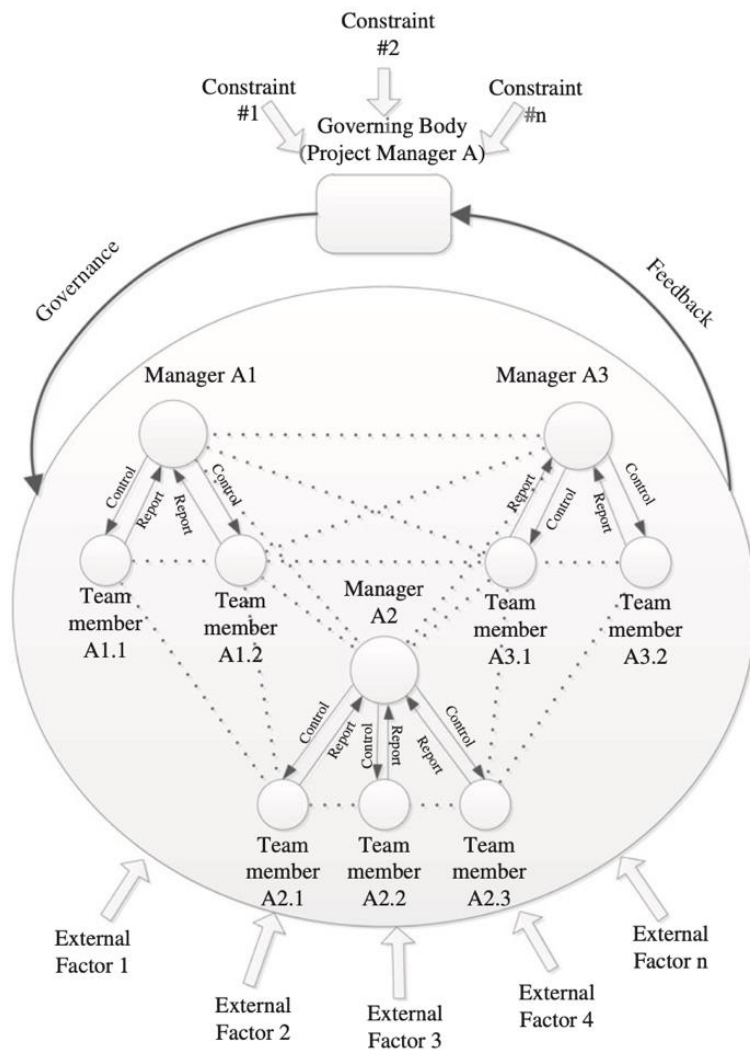 Constraint
#2
Constraint
#1
Constraint
#n
Governing Body
(Project Manager A)
Governance
Feedback
Manager A1
Manager A3
Control
Report
Report
Control
Report
Control
Report
Control
Team
member
A1.1
Team
member
A1.2
Manager
A2
Team
member
A3.1
Team
member
A3.2
Control
Report
Control
Report
Report
Control
Team
member
A2.1
Team
member
A2.2
Team
member
A2.3
External
Factor 1
External
Factor 2
External
Factor 3
External
Factor 4
External
Factor n